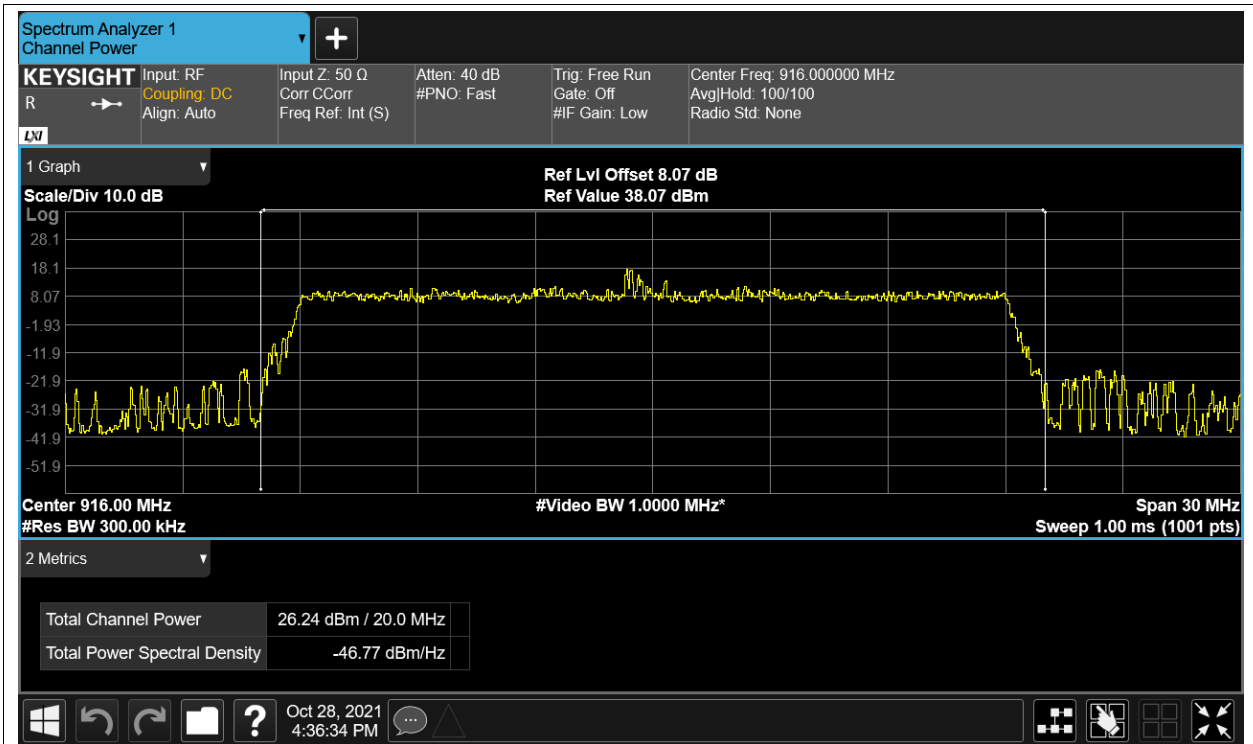 Spectrum Analyzer 1
Channel Power
KEYSIGHT
R
LXI
Input: RF
Coupling: DC
Align: Auto
Input Z: 50 Ω
Corr CCorr
Freq Ref: Int (S)
Atten: 40 dB
#PNO: Fast
Trig: Free Run
Gate: Off
#IF Gain: Low
Center Freq: 916.000000 MHz
Avg|Hold: 100/100
Radio Std: None
1 Graph
Scale/Div 10.0 dB
Ref Lvl Offset 8.07 dB
Ref Value 38.07 dBm
Log
28.1
18.1
8.07
-1.93
-11.9
-21.9
-31.9
-41.9
-51.9
Center 916.00 MHz
#Res BW 300.00 kHz
#Video BW 1.0000 MHz*
Span 30 MHz
Sweep 1.00 ms (1001 pts)
2 Metrics
Total Channel Power 26.24 dBm / 20.0 MHz
Total Power Spectral Density -46.77 dBm/Hz
?
Oct 28, 2021
4:36:34 PM